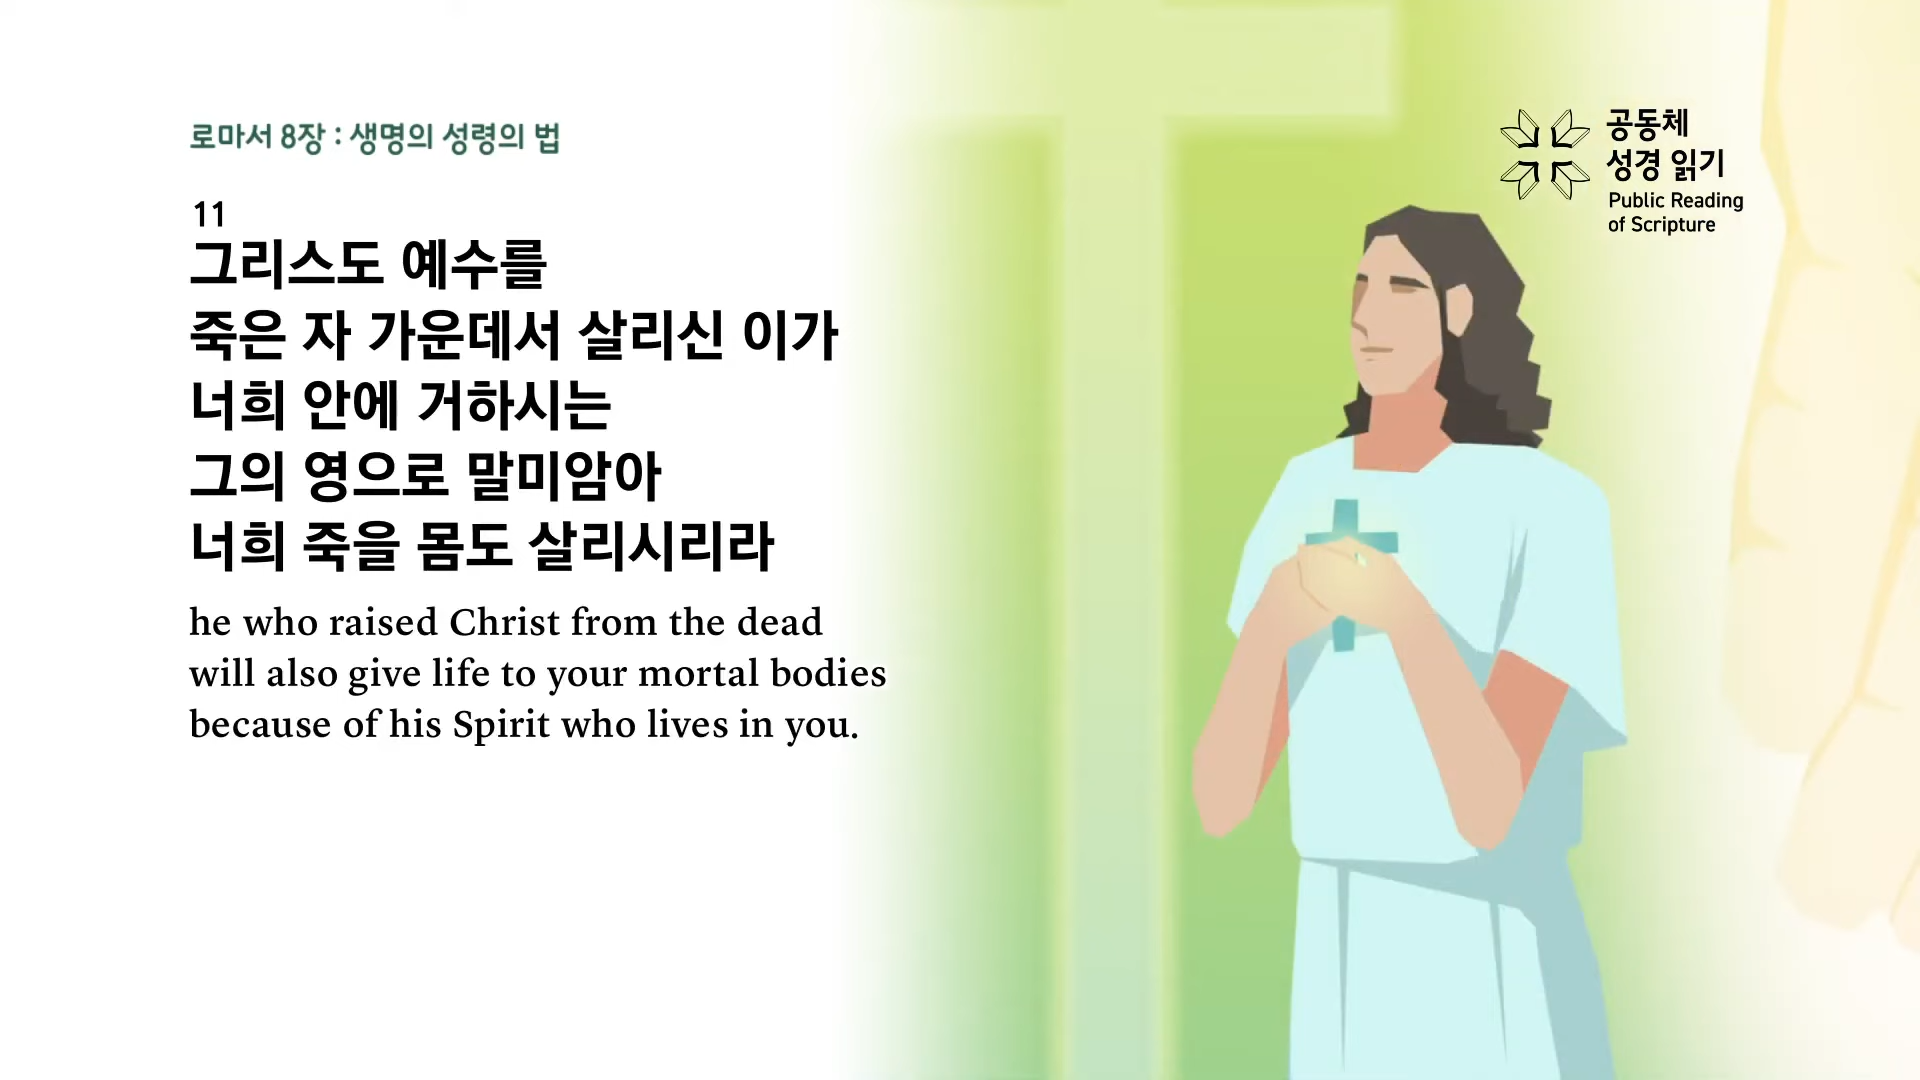 로마서 8장 : 생명의 성령의 법
11
그리스도 예수를
죽은 자 가운데서 살리신 이가
너희 안에 거하시는
그의 영으로 말미암아
너희 죽을 몸도 살리시리라
he who raised Christ from the dead
will also give life to your mortal bodies
because of his Spirit who lives in you.
공동체
성경 읽기
Public Reading
of Scripture